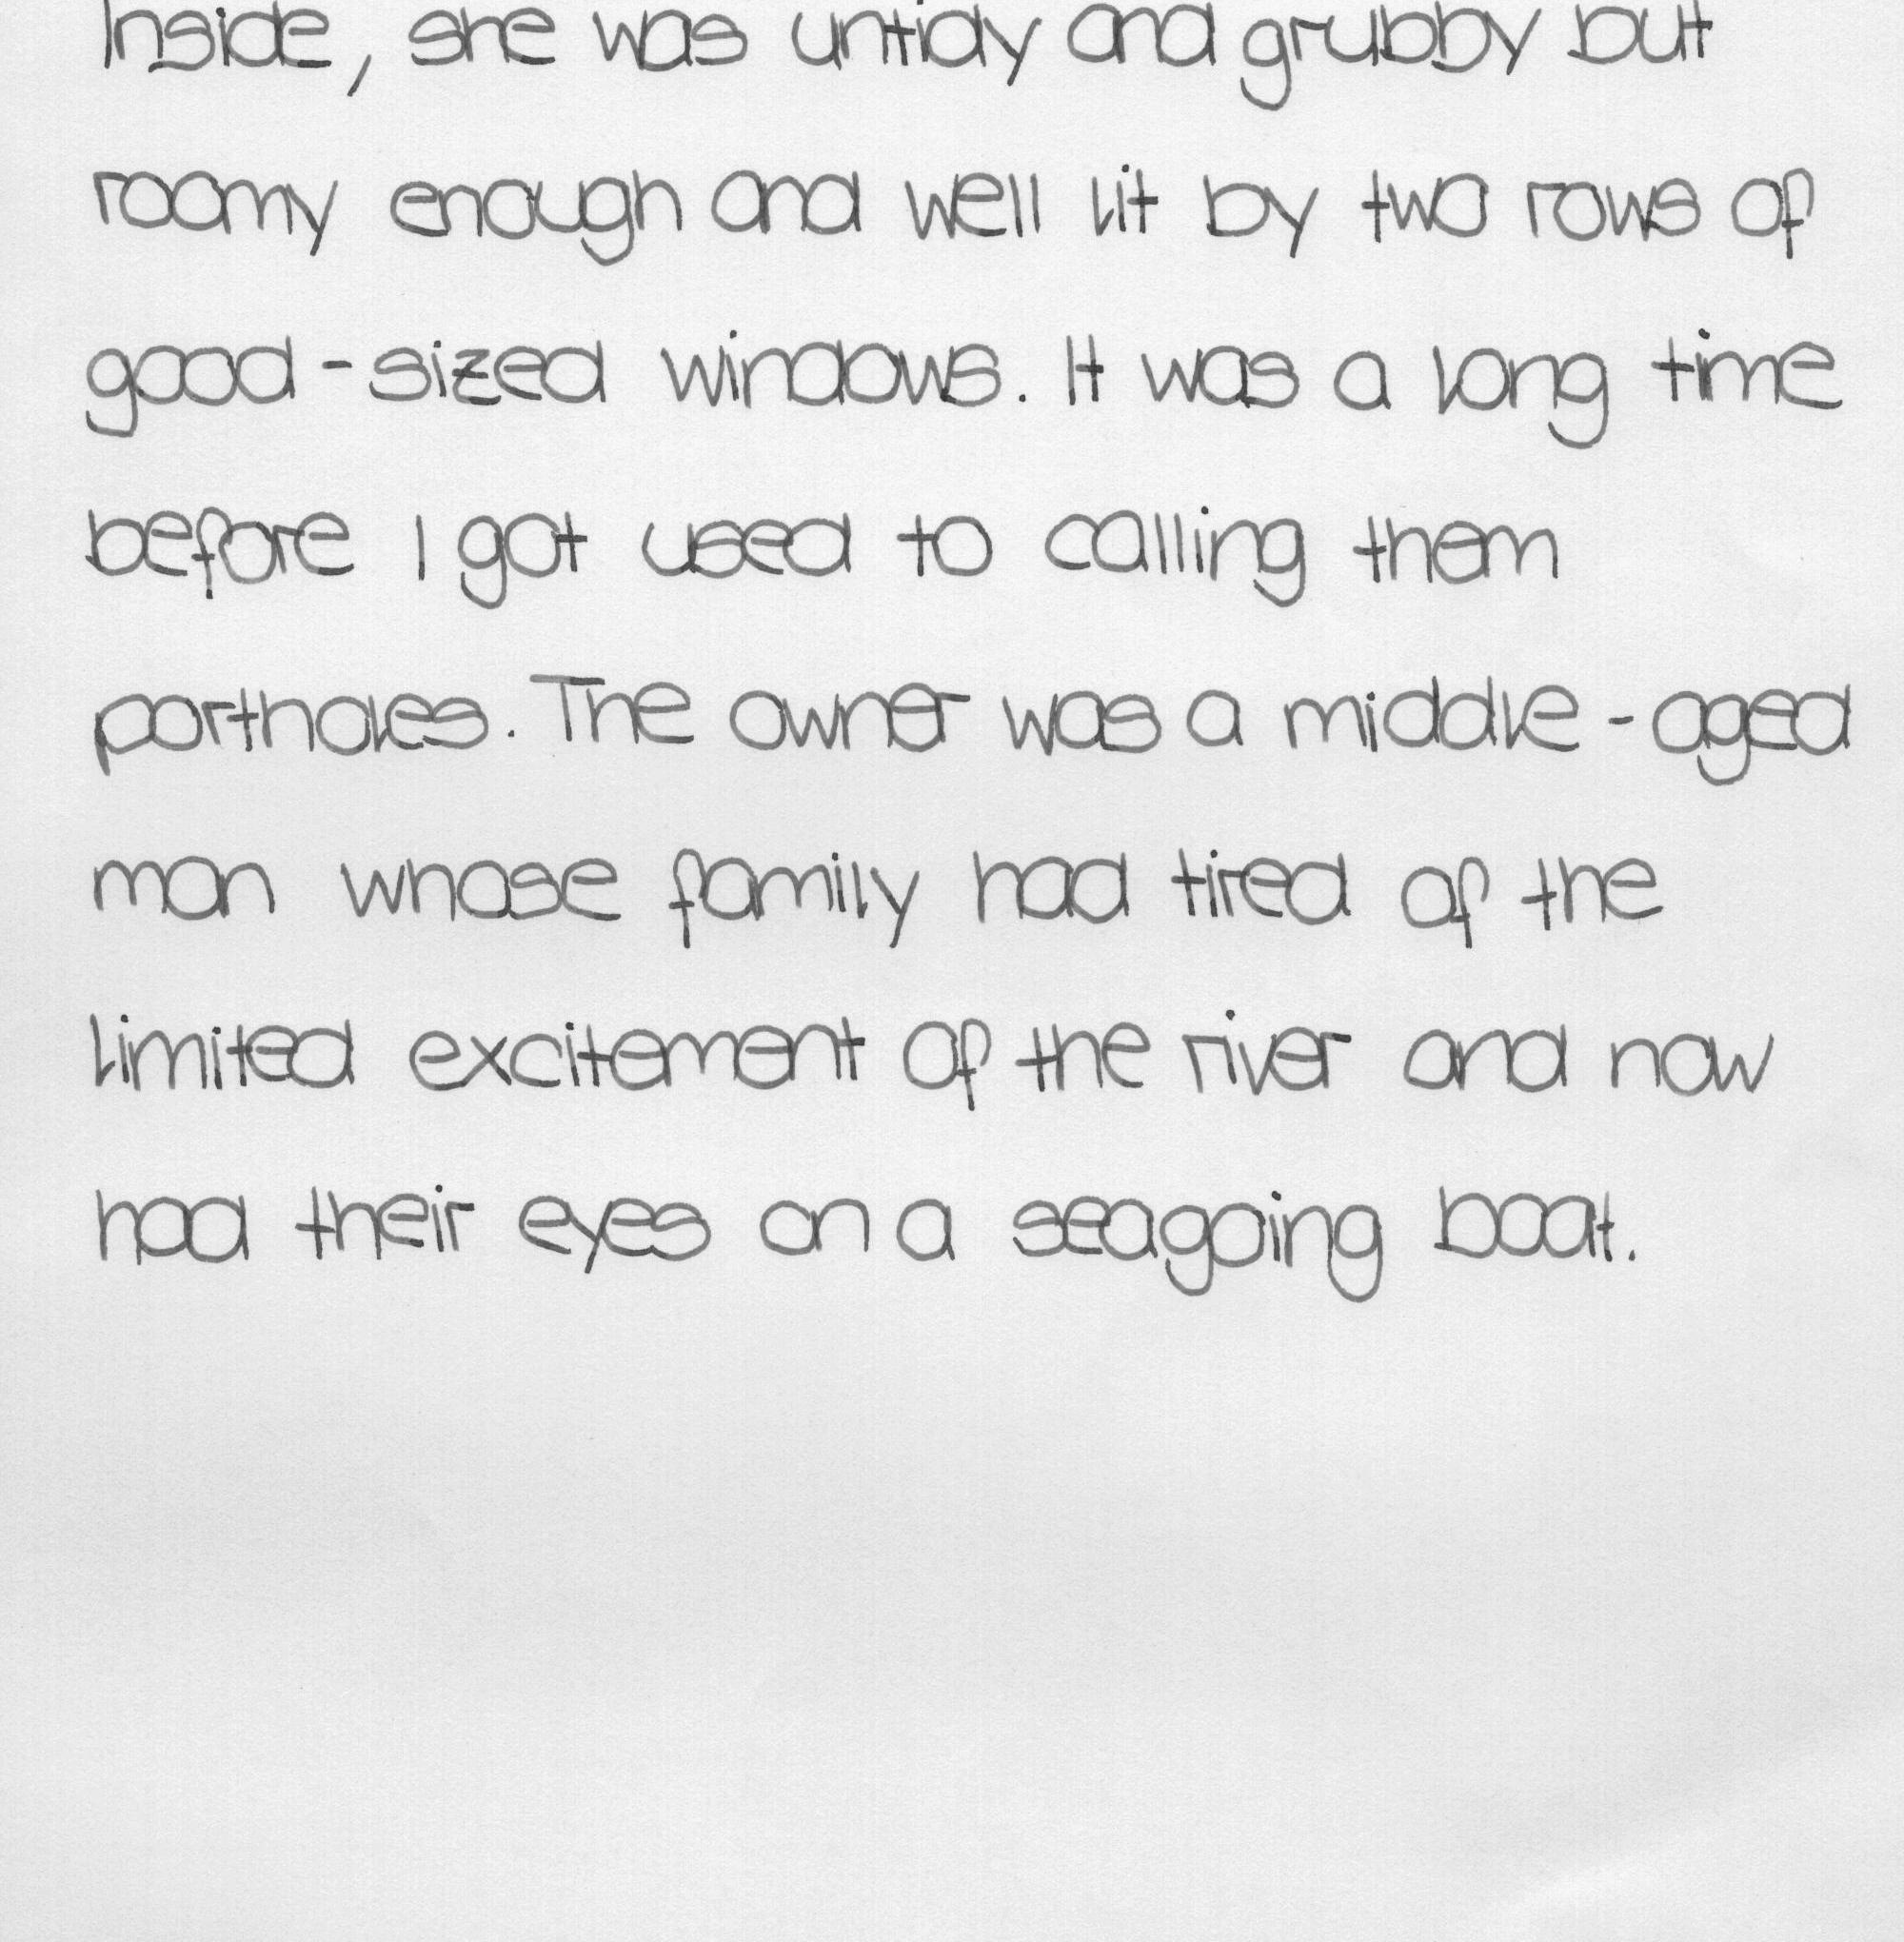 Inside, she was untidy and grubby but
roomy enough and well lit by two rows of
good-sized windows. It was a long time
before I got used to calling them
portholes. The owner was a middle-aged
man whose family had tired of the
limited excitement of the river and now
had their eyes on a seagoing boat.